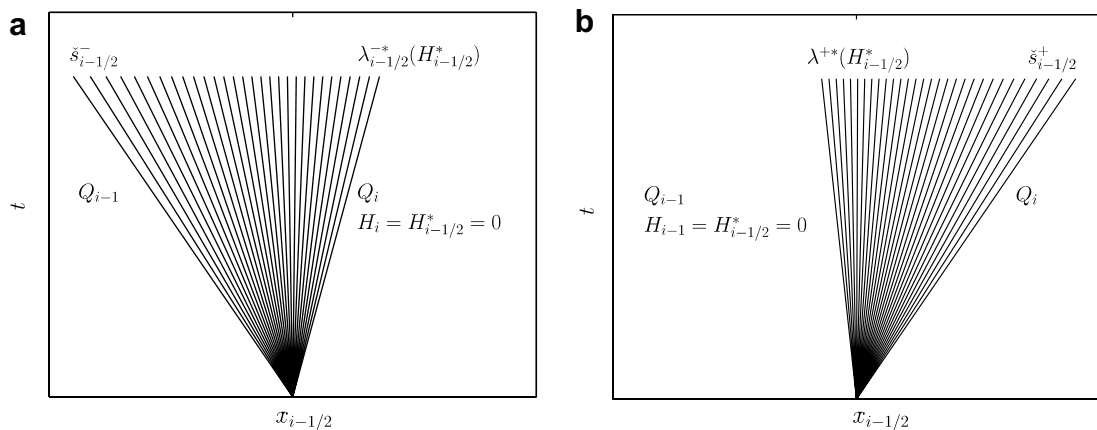 a
š⁻ᵢ₋₁/₂
λ⁻*ᵢ₋₁/₂(H*ᵢ₋₁/₂)
Qᵢ₋₁
Qᵢ
Hᵢ = H*ᵢ₋₁/₂ = 0
t
xᵢ₋₁/₂
b
λ⁺*(H*ᵢ₋₁/₂)
š⁺ᵢ₋₁/₂
Qᵢ₋₁
Hᵢ₋₁ = H*ᵢ₋₁/₂ = 0
Qᵢ
t
xᵢ₋₁/₂